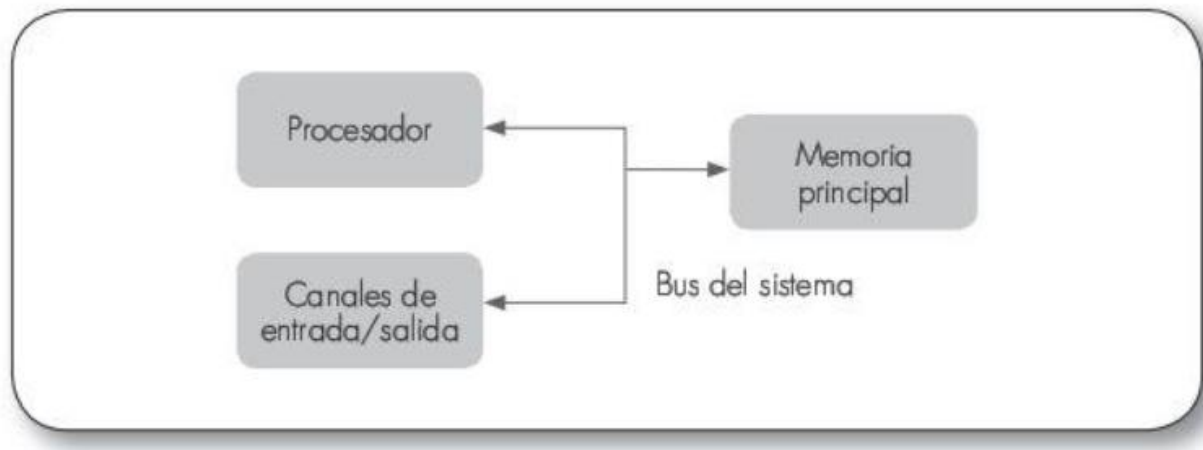 Procesador
Memoria
principal
Canales de
entrada/salida
Bus del sistema